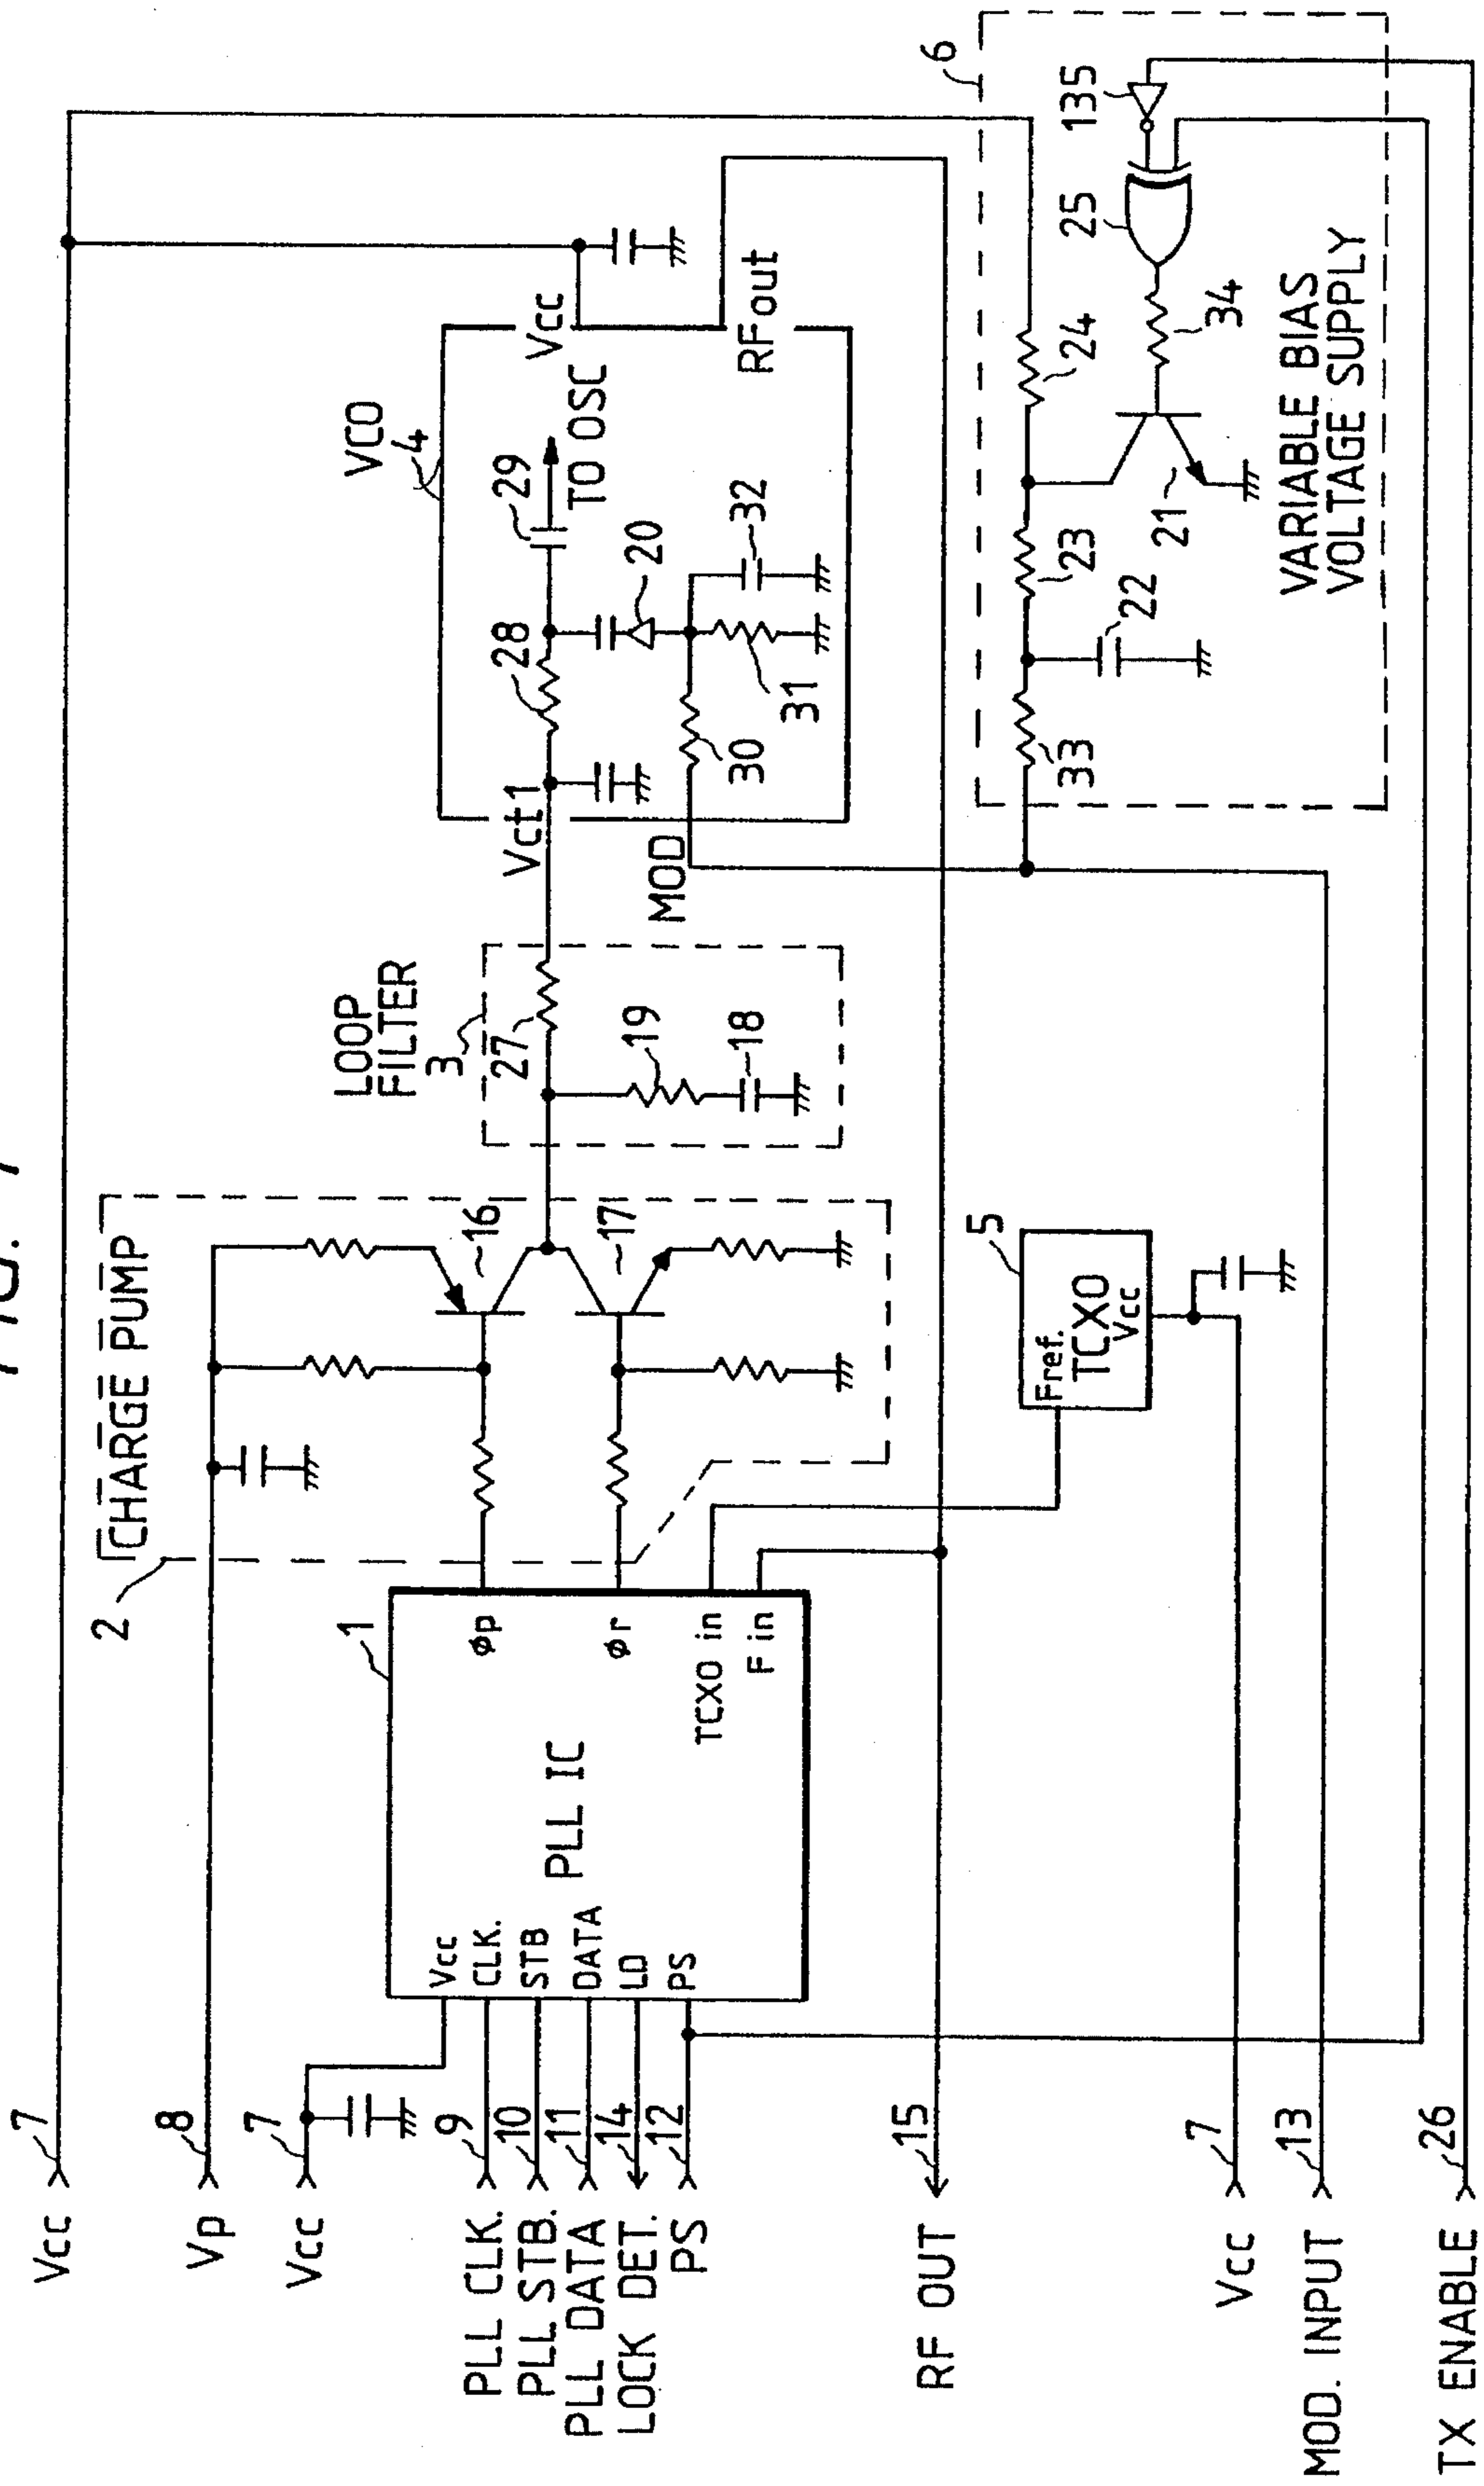 FIG. 1
Vcc 7
Vp 8
Vcc 7
PLL CLK. 9
PLL STB. 10
PLL DATA 11
LOCK DET. 14
PS 12
RF OUT 15
Vcc 7
MOD. INPUT 13
TX ENABLE 26
1
PLL IC
Vcc
CLK.
STB
DATA
LD
PS
φp
φr
TCXO in
F in
2
CHARGE PUMP
16
17
5
Fref.
TCXO
Vcc
LOOP
FILTER
3
27
19
18
VCO
4
Vct1
MOD
28
29
TO OSC
20
30
31
32
Vcc
RFout
6
33
22
23
24
21
34
25
135
VARIABLE BIAS
VOLTAGE SUPPLY